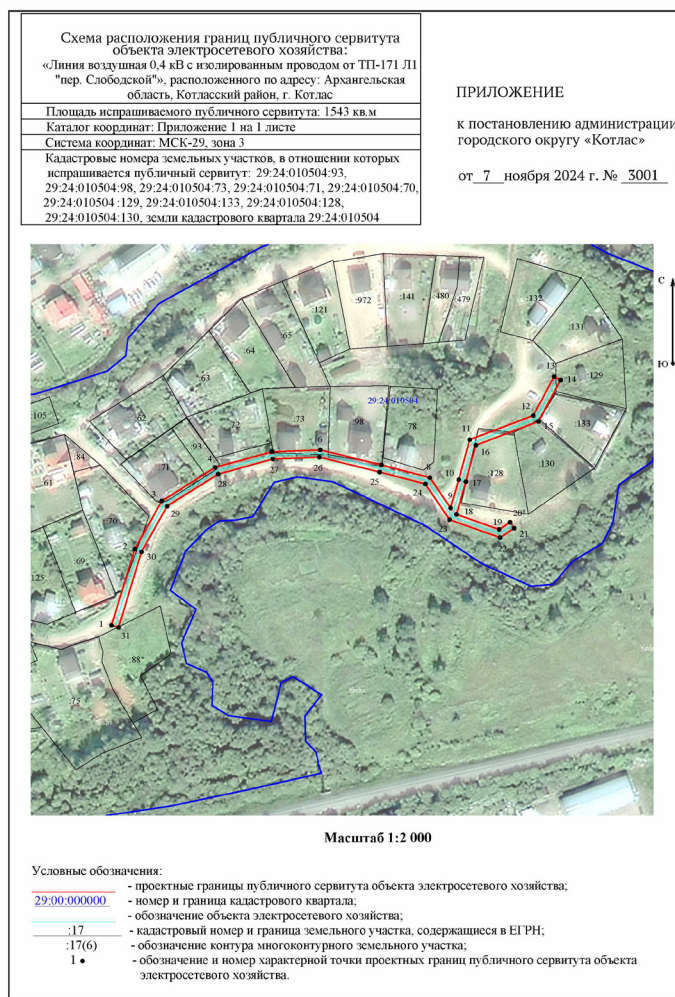 Схема расположения границ публичного сервитута
объекта электросетевого хозяйства:
«Линия воздушная 0,4 кВ с изолированным проводом от ТП-171 Л1
"пер. Слободской"», расположенного по адресу: Архангельская
область, Котласский район, г. Котлас
Площадь испрашиваемого публичного сервитута: 1543 кв.м
Каталог координат: Приложение 1 на 1 листе
Система координат: МСК-29, зона 3
Кадастровые номера земельных участков, в отношении которых
испрашивается публичный сервитут: 29:24:010504:93,
29:24:010504:98, 29:24:010504:73, 29:24:010504:71, 29:24:010504:70,
29:24:010504 :129, 29:24:010504:133, 29:24:010504:128,
29:24:010504:130, земли кадастрового квартала 29:24:010504
ПРИЛОЖЕНИЕ
к постановлению администрации
городского округу «Котлас»
от 7 ноября 2024 г. № 3001
С
Ю
:972
:141
:480
:479
:132
:121
:131
:65
:64
:129
:63
13
14
29:24:010504
12
15
:133
105
:62
:72
:73
:98
:78
11
16
:93
6
:130
:84
4
26
27
25
8
:61
:71
28
24
10
17
:128
3
29
9
18
:70
23
19
20
21
22
2
30
:69
125
1
31
:88
:75
Масштаб 1:2 000
Условные обозначения:
- проектные границы публичного сервитута объекта электросетевого хозяйства;
29:00:000000 - номер и граница кадастрового квартала;
- обозначение объекта электросетевого хозяйства;
:17 - кадастровый номер и граница земельного участка, содержащиеся в ЕГРН;
:17(6) - обозначение контура многоконтурного земельного участка;
1 ● - обозначение и номер характерной точки проектных границ публичного сервитута объекта
электросетевого хозяйства.